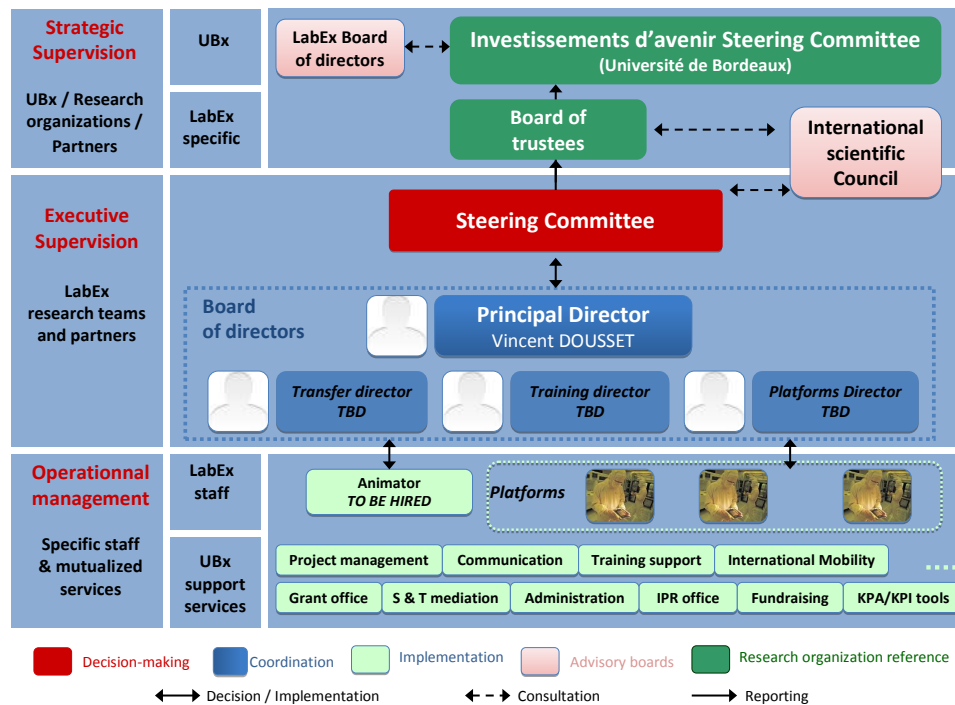 Strategic
Supervision
UBx / Research
organizations /
Partners
UBx
LabEx
specific
LabEx Board
of directors
Investissements d’avenir Steering Committee
(Université de Bordeaux)
Board of
trustees
International
scientific
Council
Executive
Supervision
LabEx
research teams
and partners
Steering Committee
Board
of directors
Principal Director
Vincent DOUSSET
Transfer director
TBD
Training director
TBD
Platforms Director
TBD
Operationnal
management
Specific staff
& mutualized
services
LabEx
staff
UBx
support
services
Animator
TO BE HIRED
Platforms
Project management
Communication
Training support
International Mobility
Grant office
S & T mediation
Administration
IPR office
Fundraising
KPA/KPI tools
Decision-making
Coordination
Implementation
Advisory boards
Research organization reference
Decision / Implementation
Consultation
Reporting